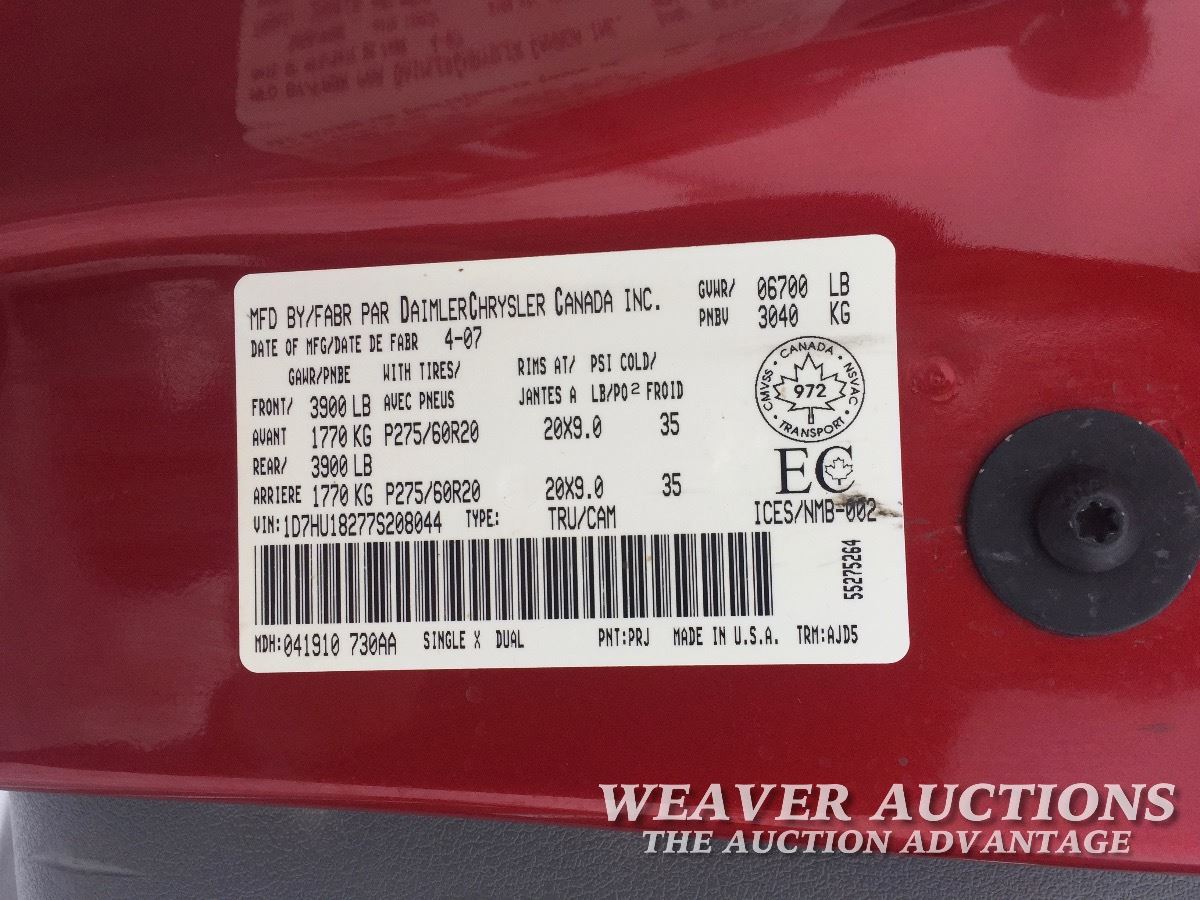 MFD BY/FABR PAR DAIMLERCHRYSLER CANADA INC. GVWR/ 06700 LB
PNBV 3040 KG
DATE OF MFG/DATE DE FABR 4-07
GAWR/PNBE WITH TIRES/ RIMS AT/ PSI COLD/
FRONT/ 3900 LB AVEC PNEUS JANTES A LB/PO² FROID
AVANT 1770 KG P275/60R20 20X9.0 35
REAR/ 3900 LB
ARRIERE 1770 KG P275/60R20 20X9.0 35
CANADA
CMVSS 972 NSVAC
TRANSPORT
EC
VIN:1D7HU18277S208044 TYPE: TRU/CAM ICES/NMB-002
55275264
MDH:041910 730AA SINGLE X DUAL PNT:PRJ MADE IN U.S.A. TRM:AJD5
WEAVER AUCTIONS
THE AUCTION ADVANTAGE